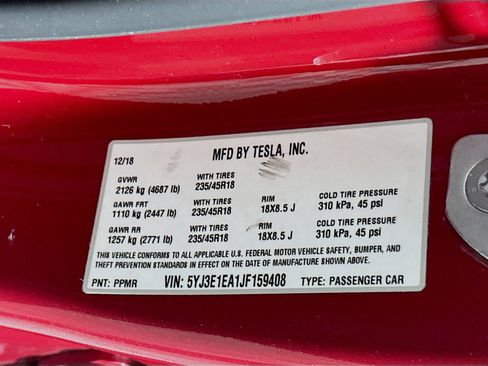 MFD BY TESLA, INC.
12/18
GVWR WITH TIRES
2126 kg (4687 lb) 235/45R18
GAWR FRT WITH TIRES RIM COLD TIRE PRESSURE
1110 kg (2447 lb) 235/45R18 18X8.5 J 310 kPa, 45 psi
GAWR RR WITH TIRES RIM COLD TIRE PRESSURE
1257 kg (2771 lb) 235/45R18 18X8.5 J 310 kPa, 45 psi
THIS VEHICLE CONFORMS TO ALL APPLICABLE U.S. FEDERAL MOTOR VEHICLE SAFETY, BUMPER, AND
THEFT PREVENTION STANDARDS IN EFFECT ON THE DATE OF MANUFACTURE SHOWN ABOVE.
PNT: PPMR VIN: 5YJ3E1EA1JF159408 TYPE: PASSENGER CAR